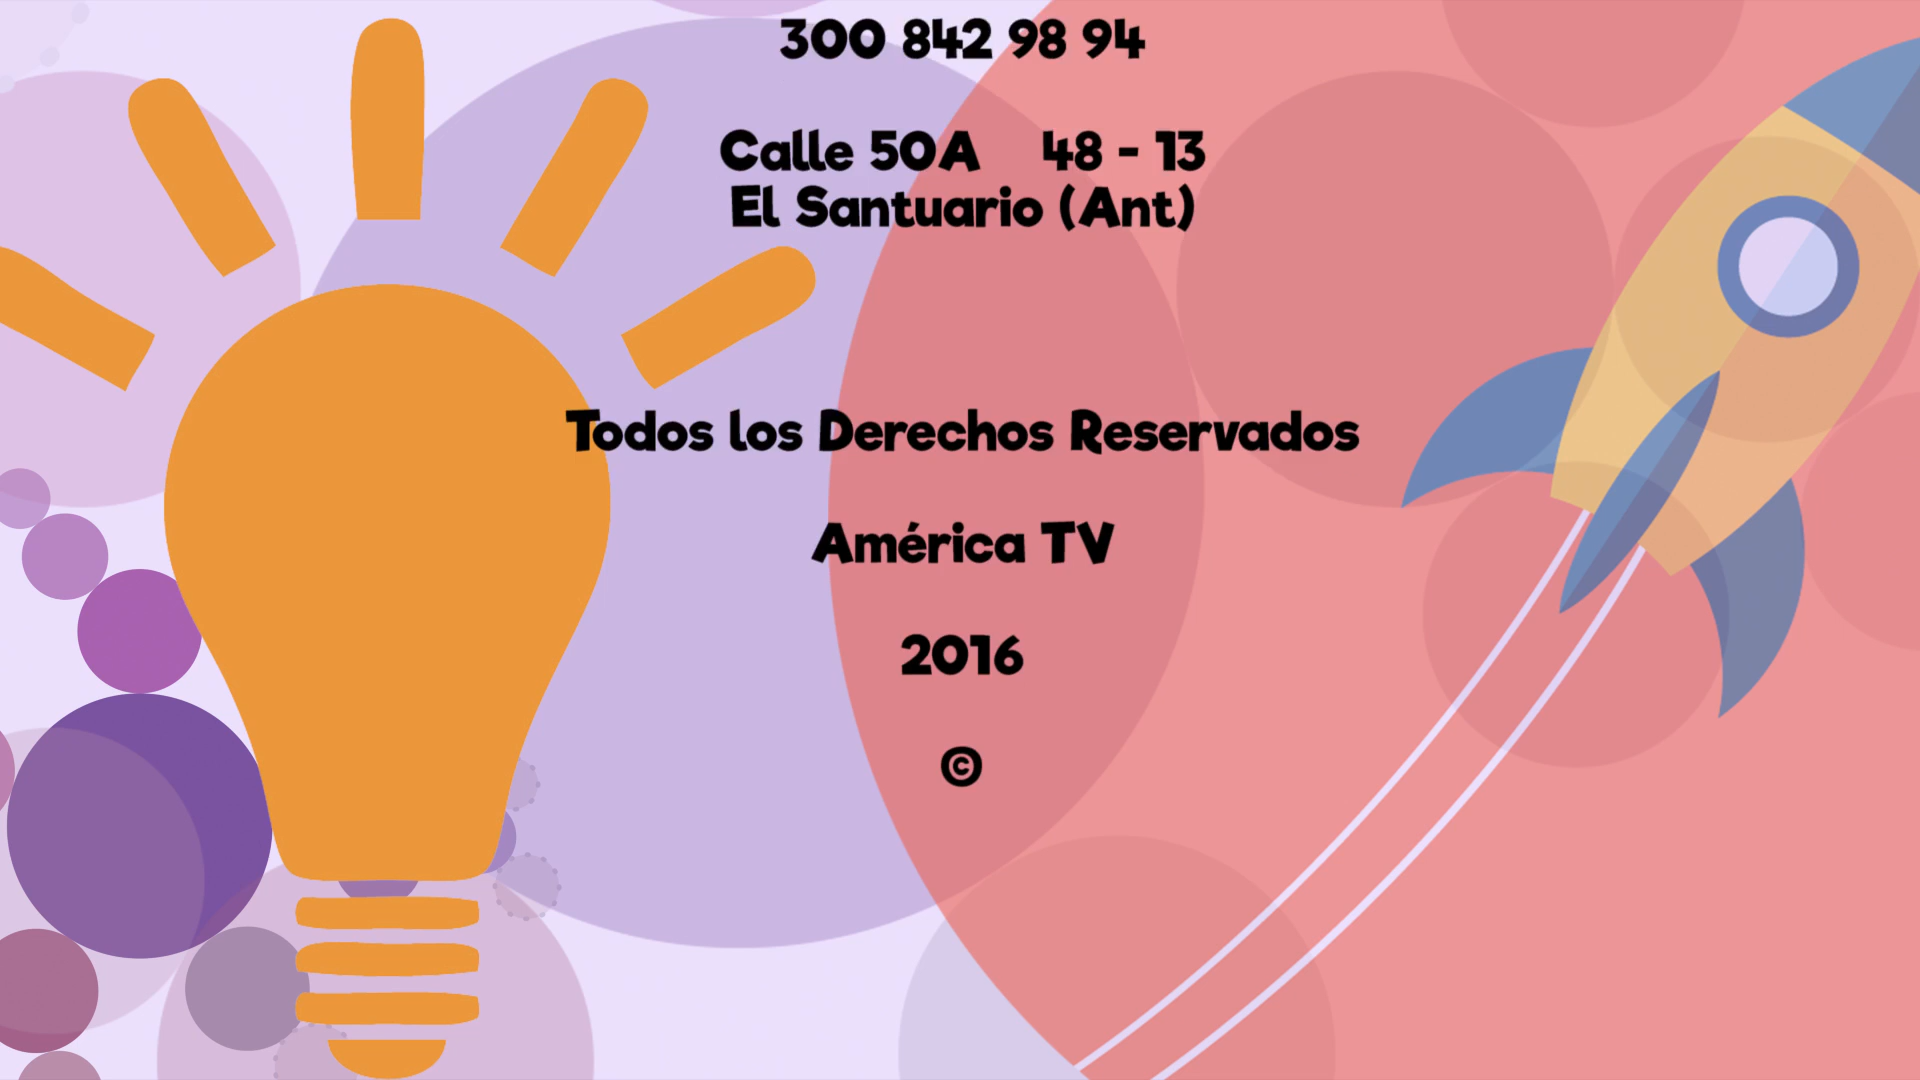 300 842 98 94
Calle 50A 48 - 13
El Santuario (Ant)
Todos los Derechos Reservados
América TV
2016
©